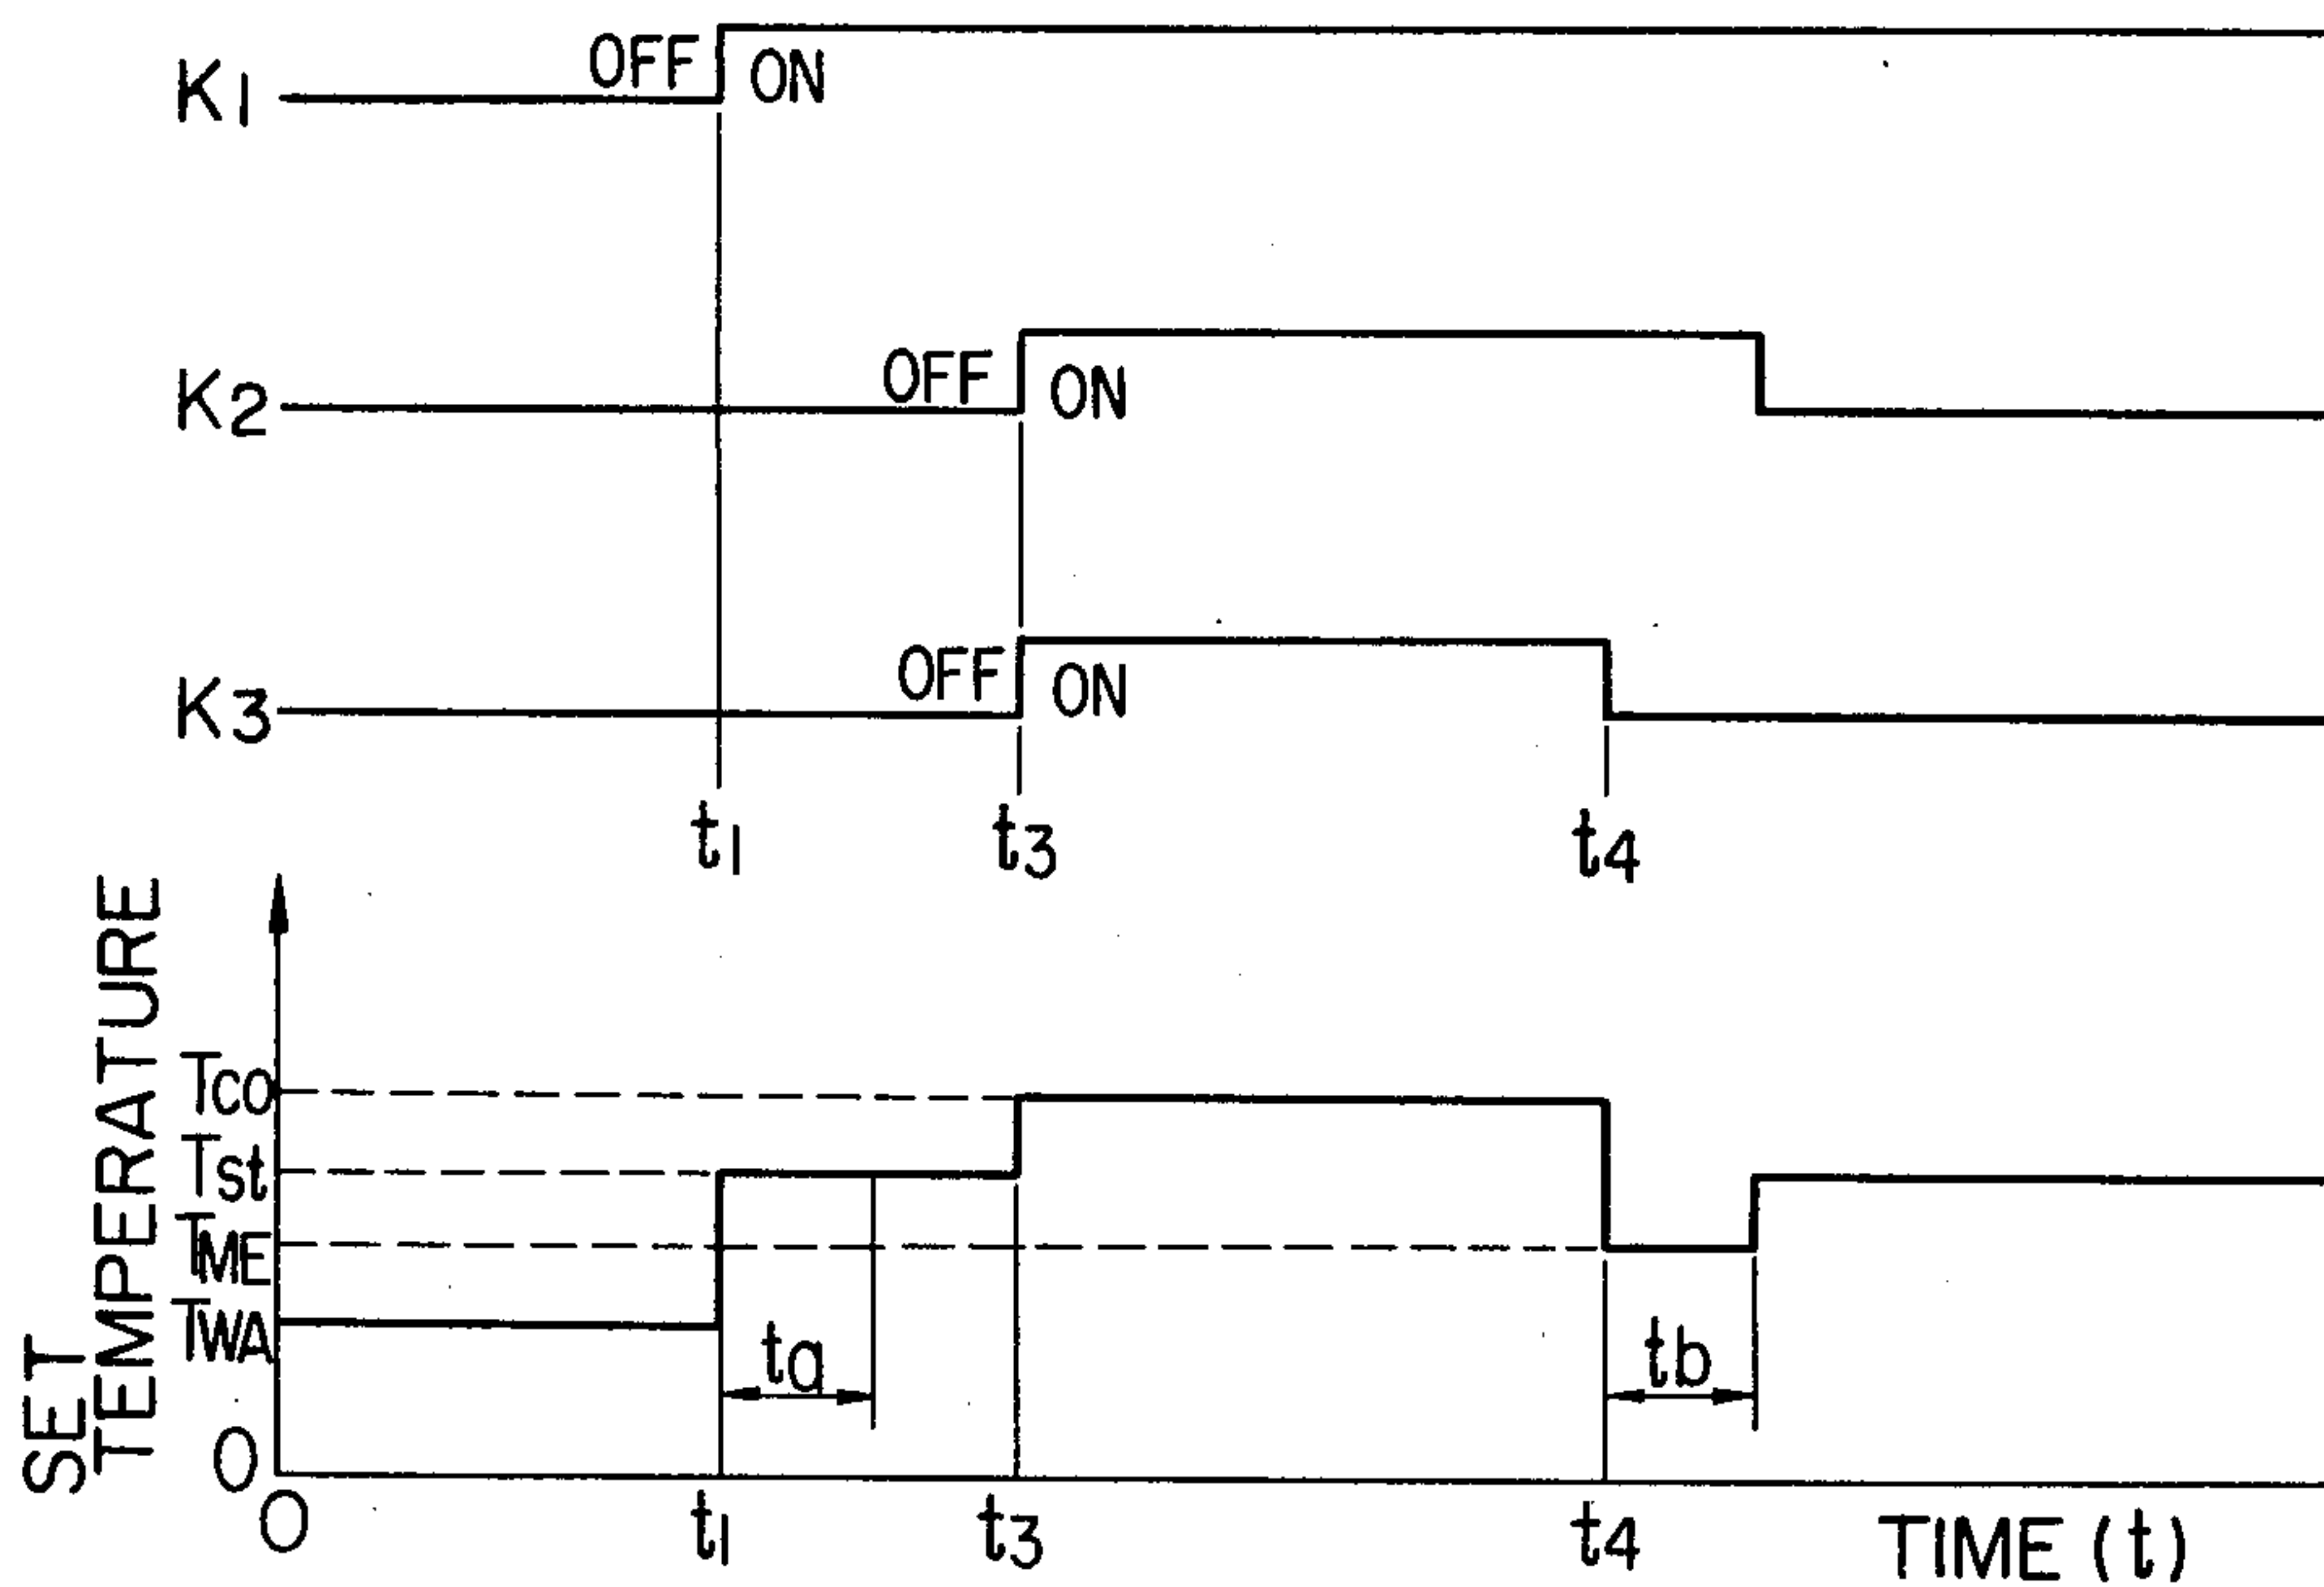 K1 OFF ON
K2 OFF ON
K3 OFF ON
t1 t3 t4
SET
TEMPERATURE
Tco
Tst
TME
TWA
ta tb
O
O t1 t3 t4 TIME (t)